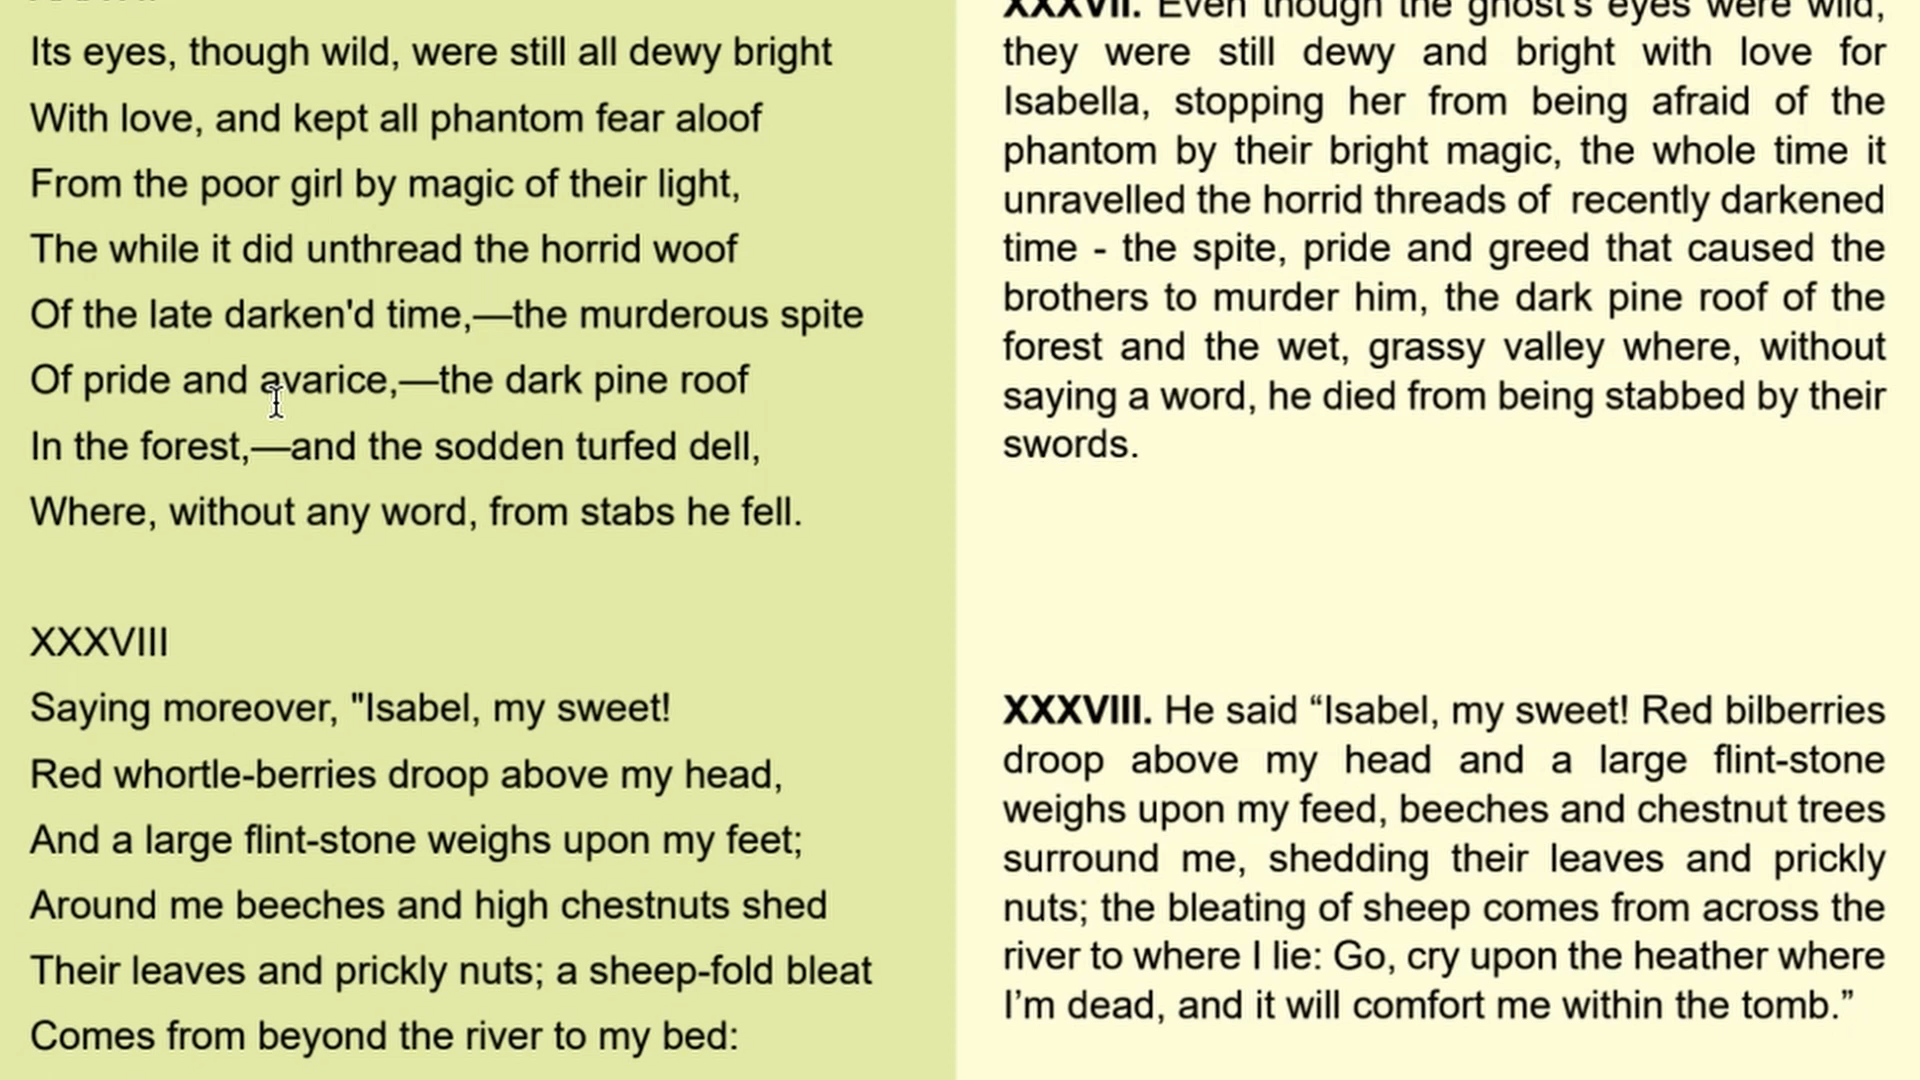 Its eyes, though wild, were still all dewy bright
With love, and kept all phantom fear aloof
From the poor girl by magic of their light,
The while it did unthread the horrid woof
Of the late darken'd time,—the murderous spite
Of pride and avarice,—the dark pine roof
In the forest,—and the sodden turfed dell,
Where, without any word, from stabs he fell.
XXXVIII
Saying moreover, "Isabel, my sweet!
Red whortle-berries droop above my head,
And a large flint-stone weighs upon my feet;
Around me beeches and high chestnuts shed
Their leaves and prickly nuts; a sheep-fold bleat
Comes from beyond the river to my bed:
XXXVII. Even though the ghost's eyes were wild,
they were still dewy and bright with love for
Isabella, stopping her from being afraid of the
phantom by their bright magic, the whole time it
unravelled the horrid threads of recently darkened
time - the spite, pride and greed that caused the
brothers to murder him, the dark pine roof of the
forest and the wet, grassy valley where, without
saying a word, he died from being stabbed by their
swords.
XXXVIII. He said “Isabel, my sweet! Red bilberries
droop above my head and a large flint-stone
weighs upon my feed, beeches and chestnut trees
surround me, shedding their leaves and prickly
nuts; the bleating of sheep comes from across the
river to where I lie: Go, cry upon the heather where
I’m dead, and it will comfort me within the tomb.”